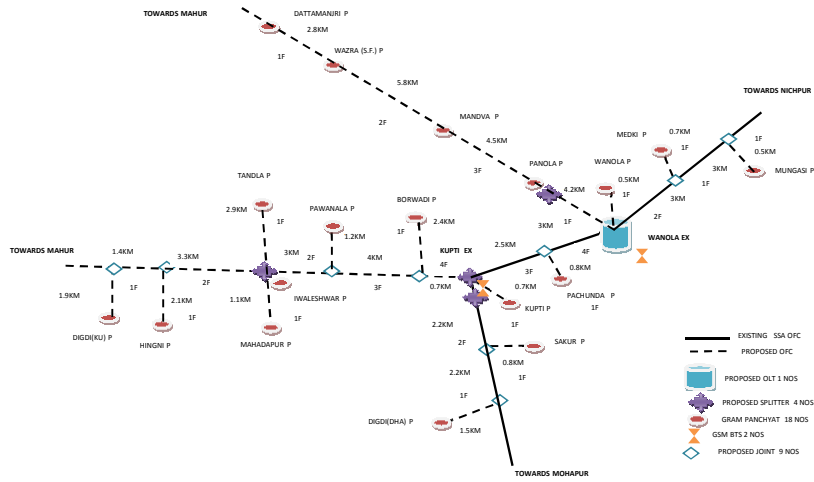 TOWARDS MAHUR
DATTAMANJRI P
2.8KM
1F
WAZRA (S.F.) P
5.8KM
2F
MANDVA P
4.5KM
3F
TOWARDS NICHPUR
MEDKI P
0.7KM
1F
1F
0.5KM
MUNGASI P
3KM
1F
3KM
2F
PANOLA P
4.2KM
1F
WANOLA P
0.5KM
1F
WANOLA EX
TANDLA P
2.9KM
1F
PAWANALA P
1.2KM
BORWADI P
2.4KM
1F
KUPTI EX
4F
0.7KM
2.5KM
3F
3KM
4F
0.8KM
PACHUNDA P
1F
0.7KM
KUPTI P
1F
TOWARDS MAHUR
1.4KM
1F
3.3KM
2F
3KM
2F
4KM
3F
1.9KM
DIGDI(KU) P
2.1KM
1F
HINGNI P
1.1KM
1F
IWALESHWAR P
MAHADAPUR P
2.2KM
2F
SAKUR P
0.8KM
1F
2.2KM
1F
DIGDI(DHA) P
1.5KM
TOWARDS MOHAPUR
EXISTING SSA OFC
PROPOSED OFC
PROPOSED OLT 1 NOS
PROPOSED SPLITTER 4 NOS
GRAM PANCHYAT 18 NOS
GSM BTS 2 NOS
PROPOSED JOINT 9 NOS